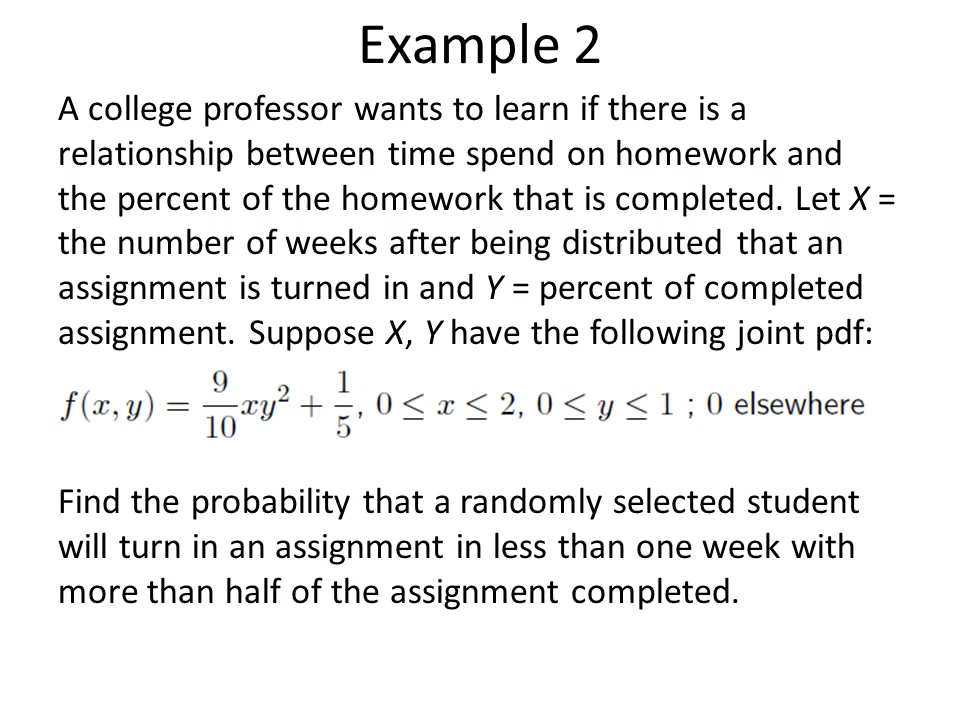 Example 2
A college professor wants to learn if there is a
relationship between time spend on homework and
the percent of the homework that is completed. Let X =
the number of weeks after being distributed that an
assignment is turned in and Y = percent of completed
assignment. Suppose X, Y have the following joint pdf:
f(x, y) = 9/10 xy² + 1/5, 0 ≤ x ≤ 2, 0 ≤ y ≤ 1 ; 0 elsewhere
Find the probability that a randomly selected student
will turn in an assignment in less than one week with
more than half of the assignment completed.